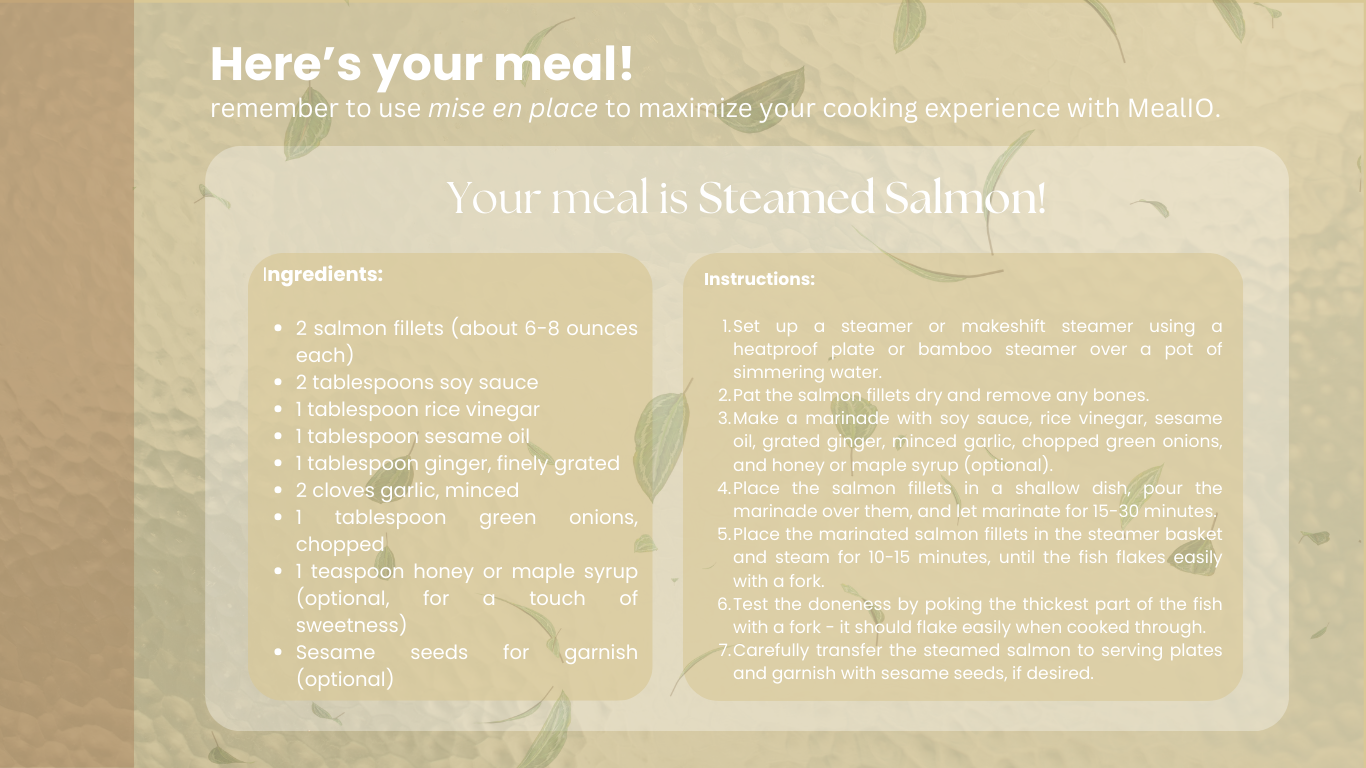 Here’s your meal!
remember to use mise en place to maximize your cooking experience with MealIO.
Your meal is Steamed Salmon!
Ingredients:
• 2 salmon fillets (about 6-8 ounces
each)
• 2 tablespoons soy sauce
• 1 tablespoon rice vinegar
• 1 tablespoon sesame oil
• 1 tablespoon ginger, finely grated
• 2 cloves garlic, minced
• 1 tablespoon green onions,
chopped
• 1 teaspoon honey or maple syrup
(optional, for a touch of
sweetness)
• Sesame seeds for garnish
(optional)
Instructions:
1. Set up a steamer or makeshift steamer using a
heatproof plate or bamboo steamer over a pot of
simmering water.
2. Pat the salmon fillets dry and remove any bones.
3. Make a marinade with soy sauce, rice vinegar, sesame
oil, grated ginger, minced garlic, chopped green onions,
and honey or maple syrup (optional).
4. Place the salmon fillets in a shallow dish, pour the
marinade over them, and let marinate for 15-30 minutes.
5. Place the marinated salmon fillets in the steamer basket
and steam for 10-15 minutes, until the fish flakes easily
with a fork.
6. Test the doneness by poking the thickest part of the fish
with a fork - it should flake easily when cooked through.
7. Carefully transfer the steamed salmon to serving plates
and garnish with sesame seeds, if desired.